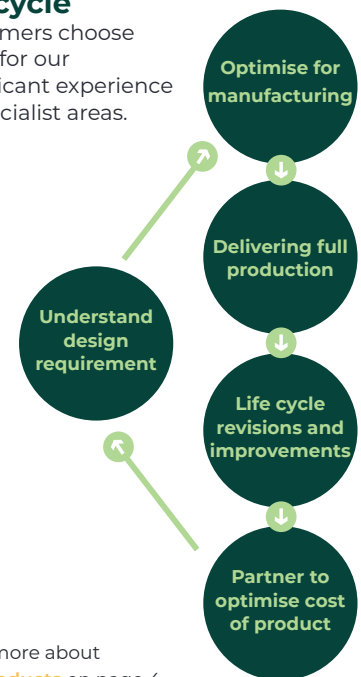 cycle
mers choose
for our
icant experience
cialist areas.
Optimise for
manufacturing
Delivering full
production
Understand
design
requirement
Life cycle
revisions and
improvements
Partner to
optimise cost
of product
more about
on page